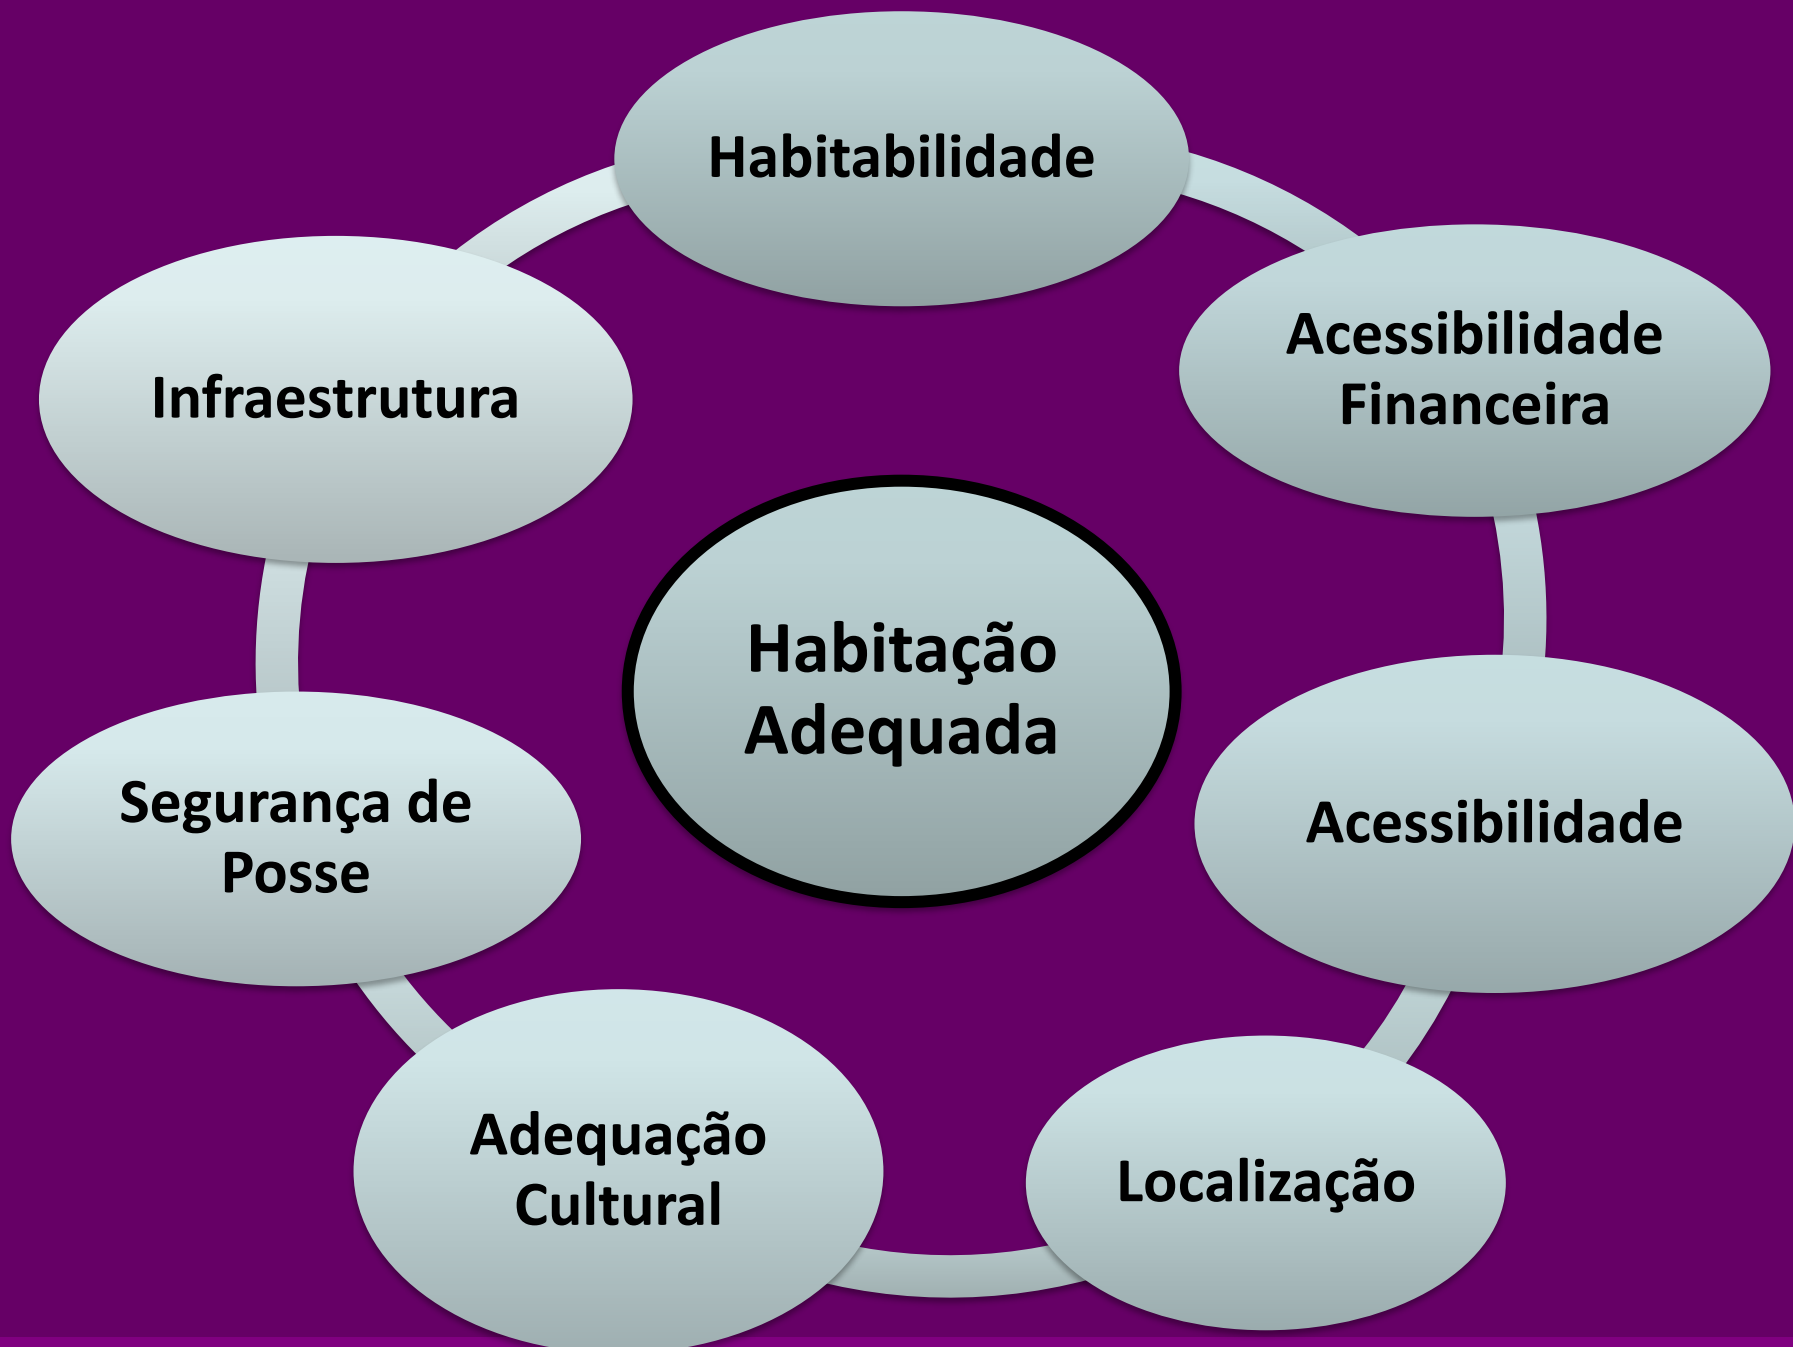 Habitabilidade
Acessibilidade
Financeira
Infraestrutura
Habitação
Adequada
Acessibilidade
Segurança de
Posse
Adequação
Cultural
Localização